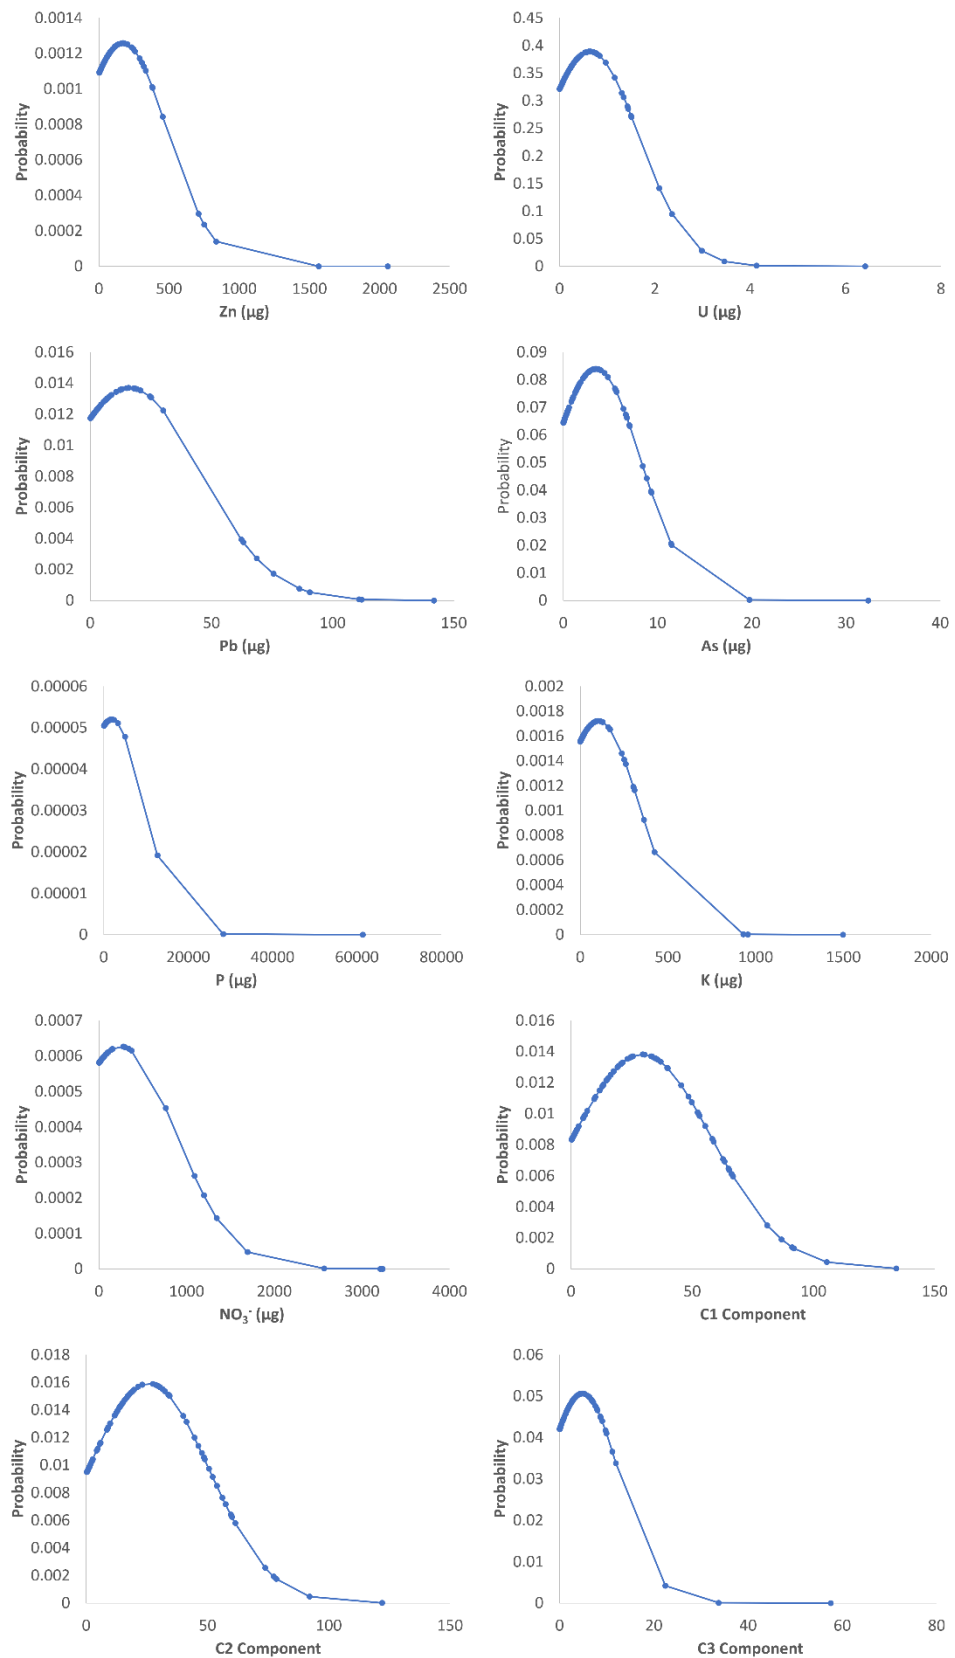 0.0014
0.0012
0.001
0.0008
0.0006
0.0004
0.0002
0
Probability
0 500 1000 1500 2000 2500
Zn (µg)
0.45
0.4
0.35
0.3
0.25
0.2
0.15
0.1
0.05
0
Probability
0 2 4 6 8
U (µg)
0.016
0.014
0.012
0.01
0.008
0.006
0.004
0.002
0
Probability
0 50 100 150
Pb (µg)
0.09
0.08
0.07
0.06
0.05
0.04
0.03
0.02
0.01
0
Probability
0 10 20 30 40
As (µg)
0.00006
0.00005
0.00004
0.00003
0.00002
0.00001
0
Probability
0 20000 40000 60000 80000
P (µg)
0.002
0.0018
0.0016
0.0014
0.0012
0.001
0.0008
0.0006
0.0004
0.0002
0
Probability
0 500 1000 1500 2000
K (µg)
0.0007
0.0006
0.0005
0.0004
0.0003
0.0002
0.0001
0
Probability
0 1000 2000 3000 4000
NO₃⁻ (µg)
0.016
0.014
0.012
0.01
0.008
0.006
0.004
0.002
0
Probability
0 50 100 150
C1 Component
0.018
0.016
0.014
0.012
0.01
0.008
0.006
0.004
0.002
0
Probability
0 50 100 150
C2 Component
0.06
0.05
0.04
0.03
0.02
0.01
0
Probability
0 20 40 60 80
C3 Component